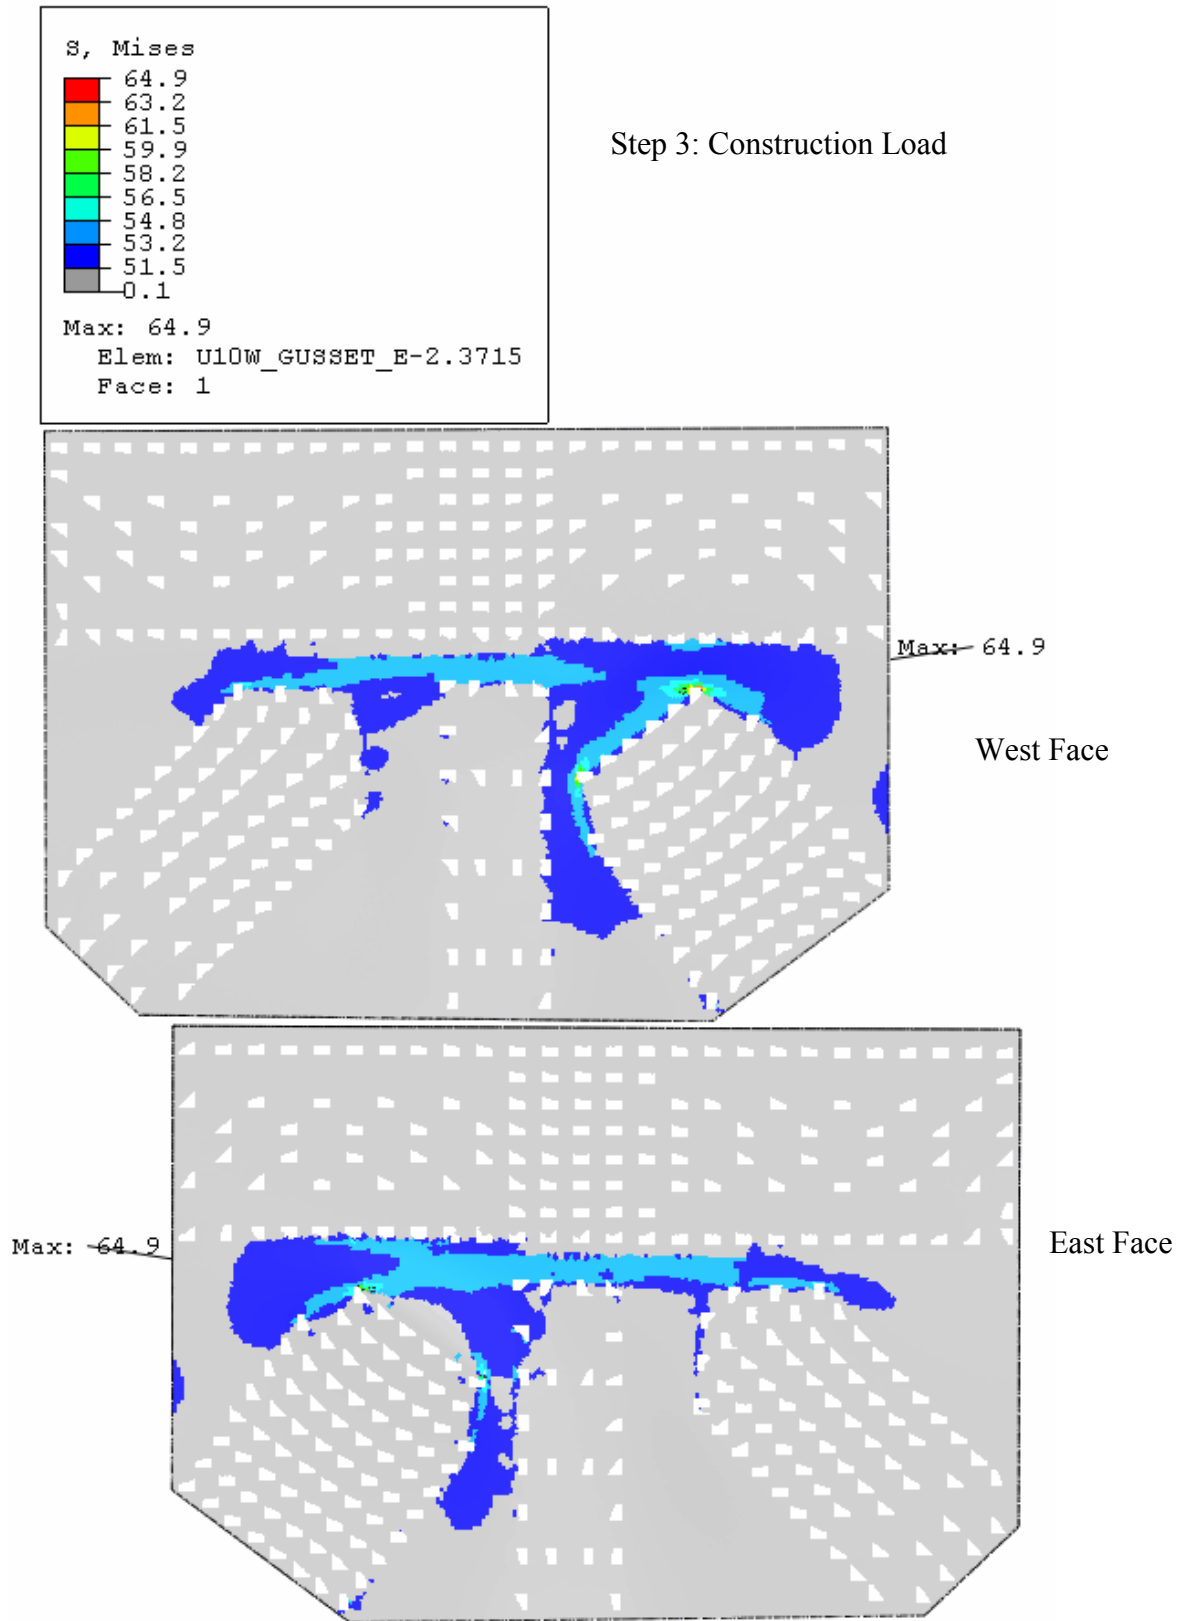 S, Mises
64.9
63.2
61.5
59.9
58.2
56.5
54.8
53.2
51.5
0.1
Max: 64.9
Elem: U10W_GUSSET_E-2.3715
Face: 1
Step 3: Construction Load
Max: 64.9
West Face
Max: 64.9
East Face